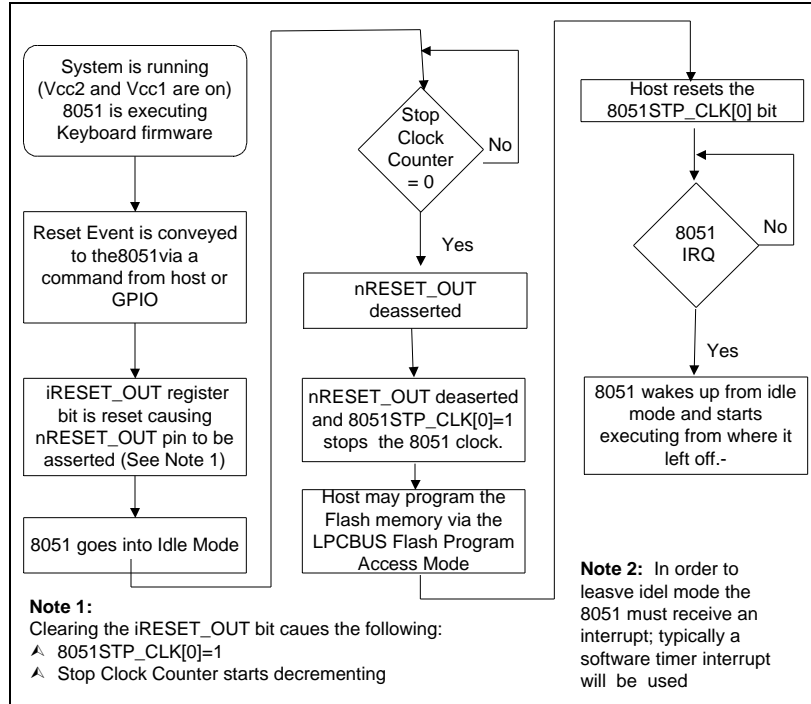 System is running
(Vcc2 and Vcc1 are on)
8051 is executing
Keyboard firmware
Reset Event is conveyed
to the8051via a
command from host or
GPIO
iRESET_OUT register
bit is reset causing
nRESET_OUT pin to be
asserted (See Note 1)
8051 goes into Idle Mode
Stop
Clock
Counter
= 0
No
Yes
nRESET_OUT
deasserted
nRESET_OUT deaserted
and 8051STP_CLK[0]=1
stops the 8051 clock.
Host may program the
Flash memory via the
LPCBUS Flash Program
Access Mode
Host resets the
8051STP_CLK[0] bit
8051
IRQ
No
Yes
8051 wakes up from idle
mode and starts
executing from where it
left off.-
Note 1:
Clearing the iRESET_OUT bit caues the following:
8051STP_CLK[0]=1
Stop Clock Counter starts decrementing
Note 2: In order to
leasve idel mode the
8051 must receive an
interrupt; typically a
software timer interrupt
will be used